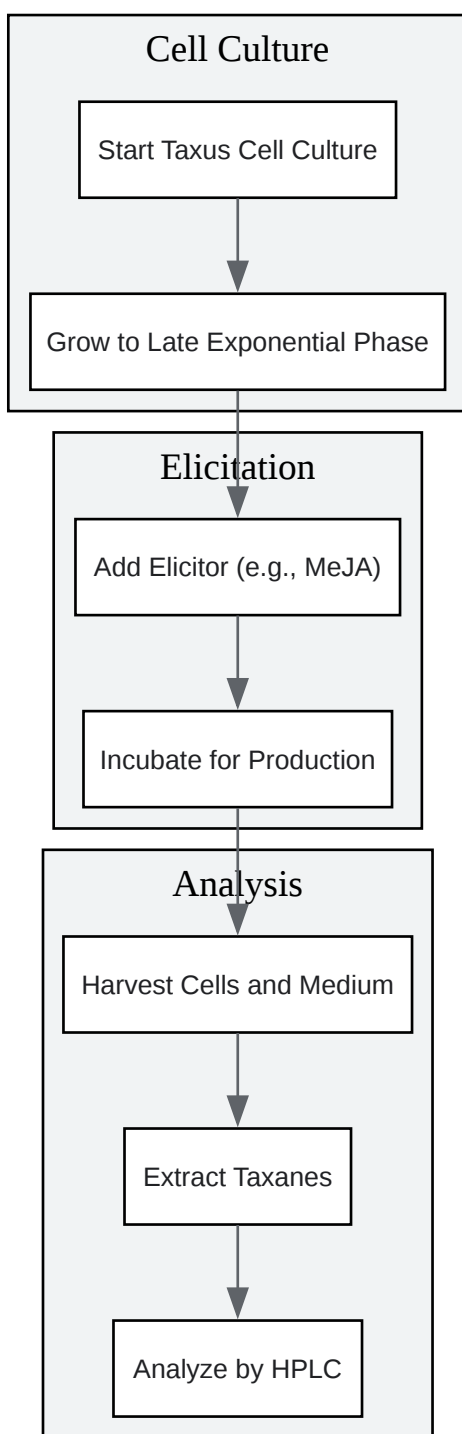 Cell Culture
Start Taxus Cell Culture
Grow to Late Exponential Phase
Elicitation
Add Elicitor (e.g., MeJA)
Incubate for Production
Analysis
Harvest Cells and Medium
Extract Taxanes
Analyze by HPLC